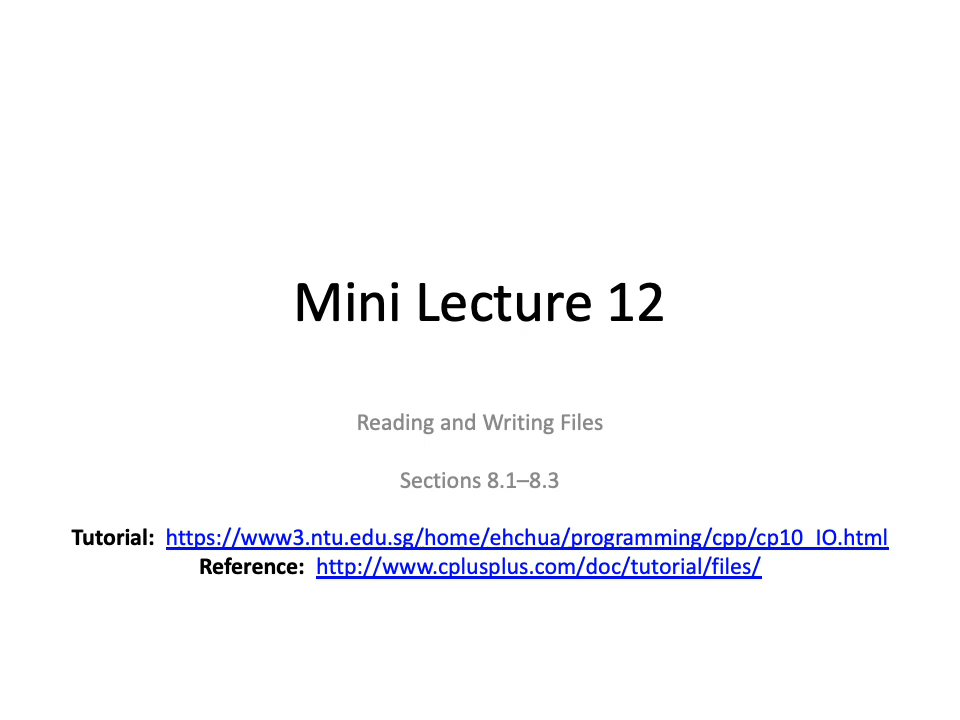 Mini Lecture 12
Reading and Writing Files
Sections 8.1–8.3
Tutorial: https://www3.ntu.edu.sg/home/ehchua/programming/cpp/cp10_IO.html
Reference: http://www.cplusplus.com/doc/tutorial/files/